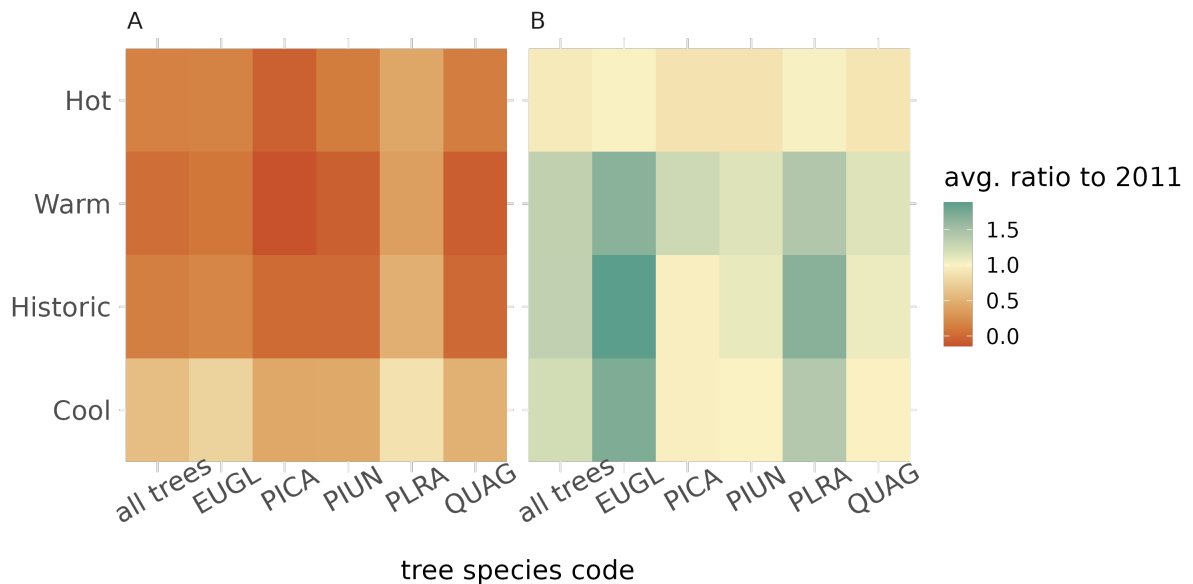 A
B
Hot
Warm
Historic
Cool
all trees
EUGL
PICA
PIUN
PLRA
QUAG
all trees
EUGL
PICA
PIUN
PLRA
QUAG
tree species code
avg. ratio to 2011
1.5
1.0
0.5
0.0